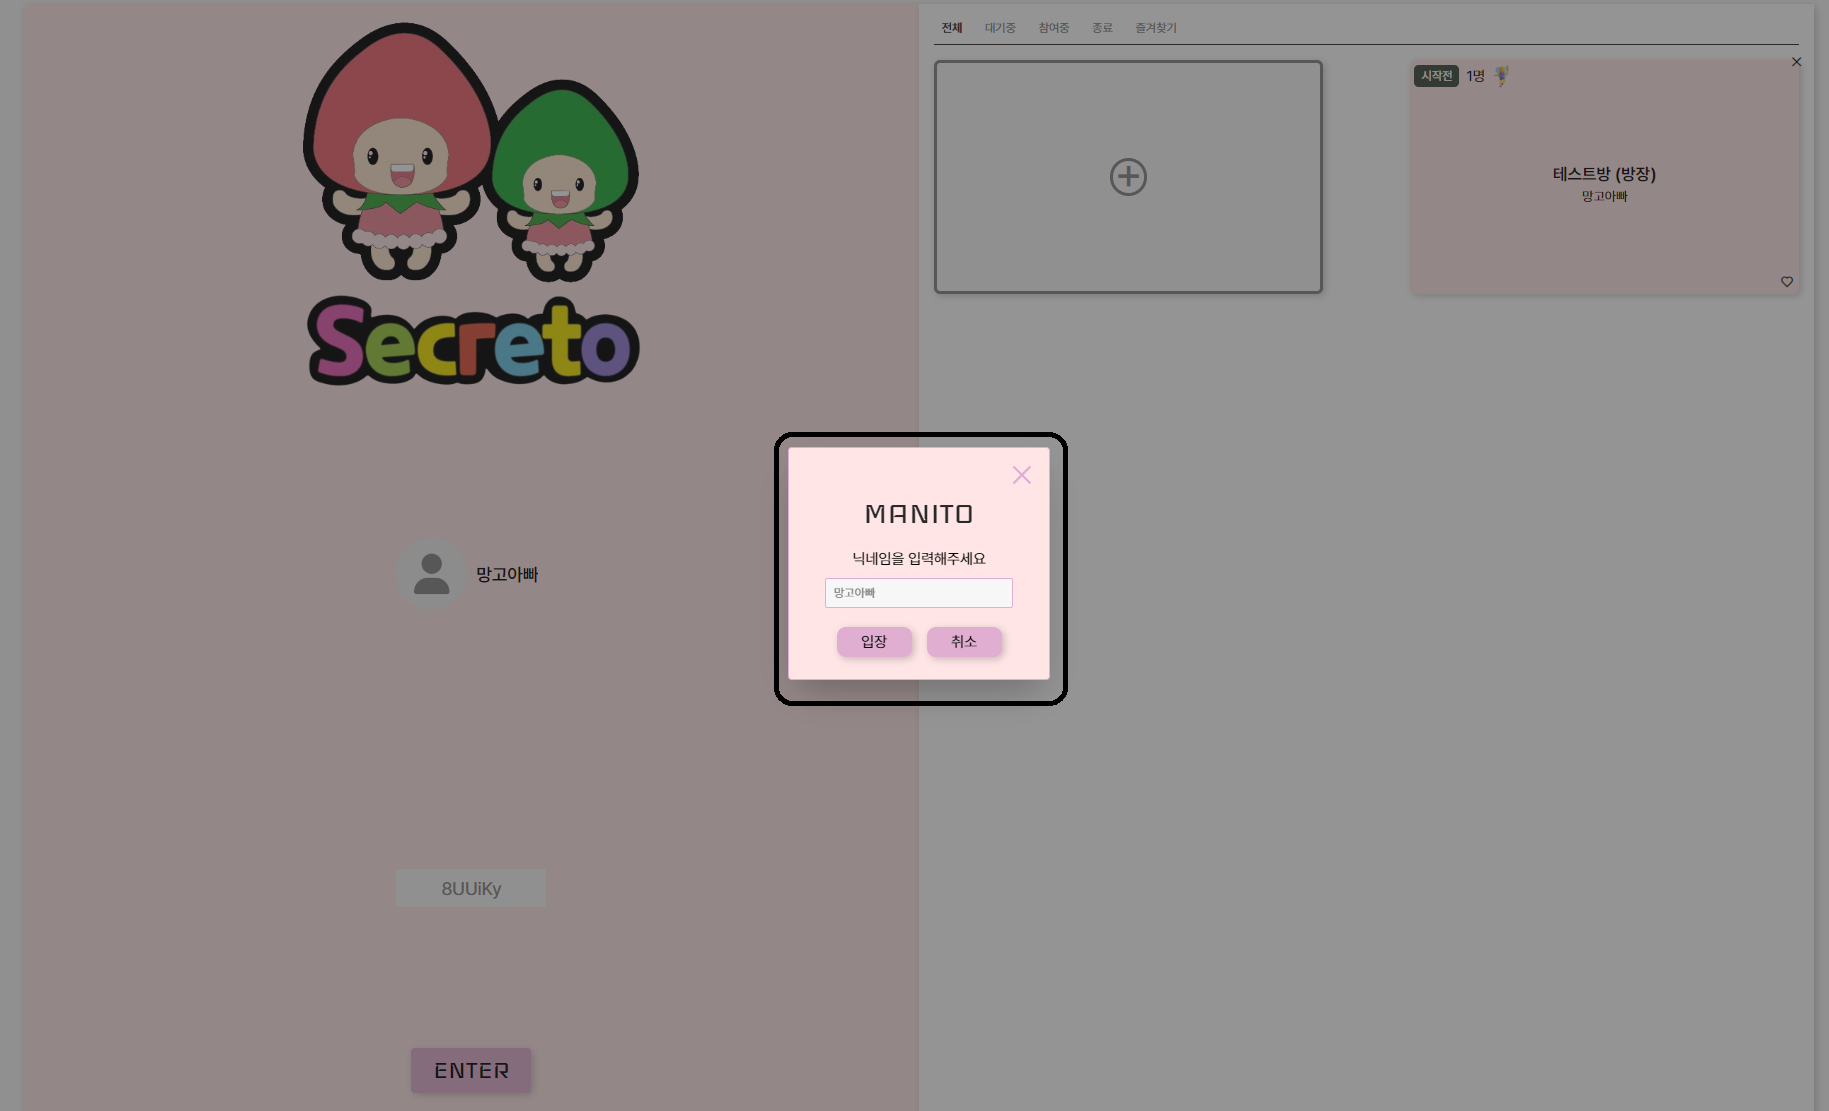 Secreto
망고아빠
8UUiKy
ENTER
전체 대기중 참여중 종료 즐겨찾기
시작전 1명
테스트방 (방장)
망고아빠
MANITO
닉네임을 입력해주세요
망고아빠
입장 취소